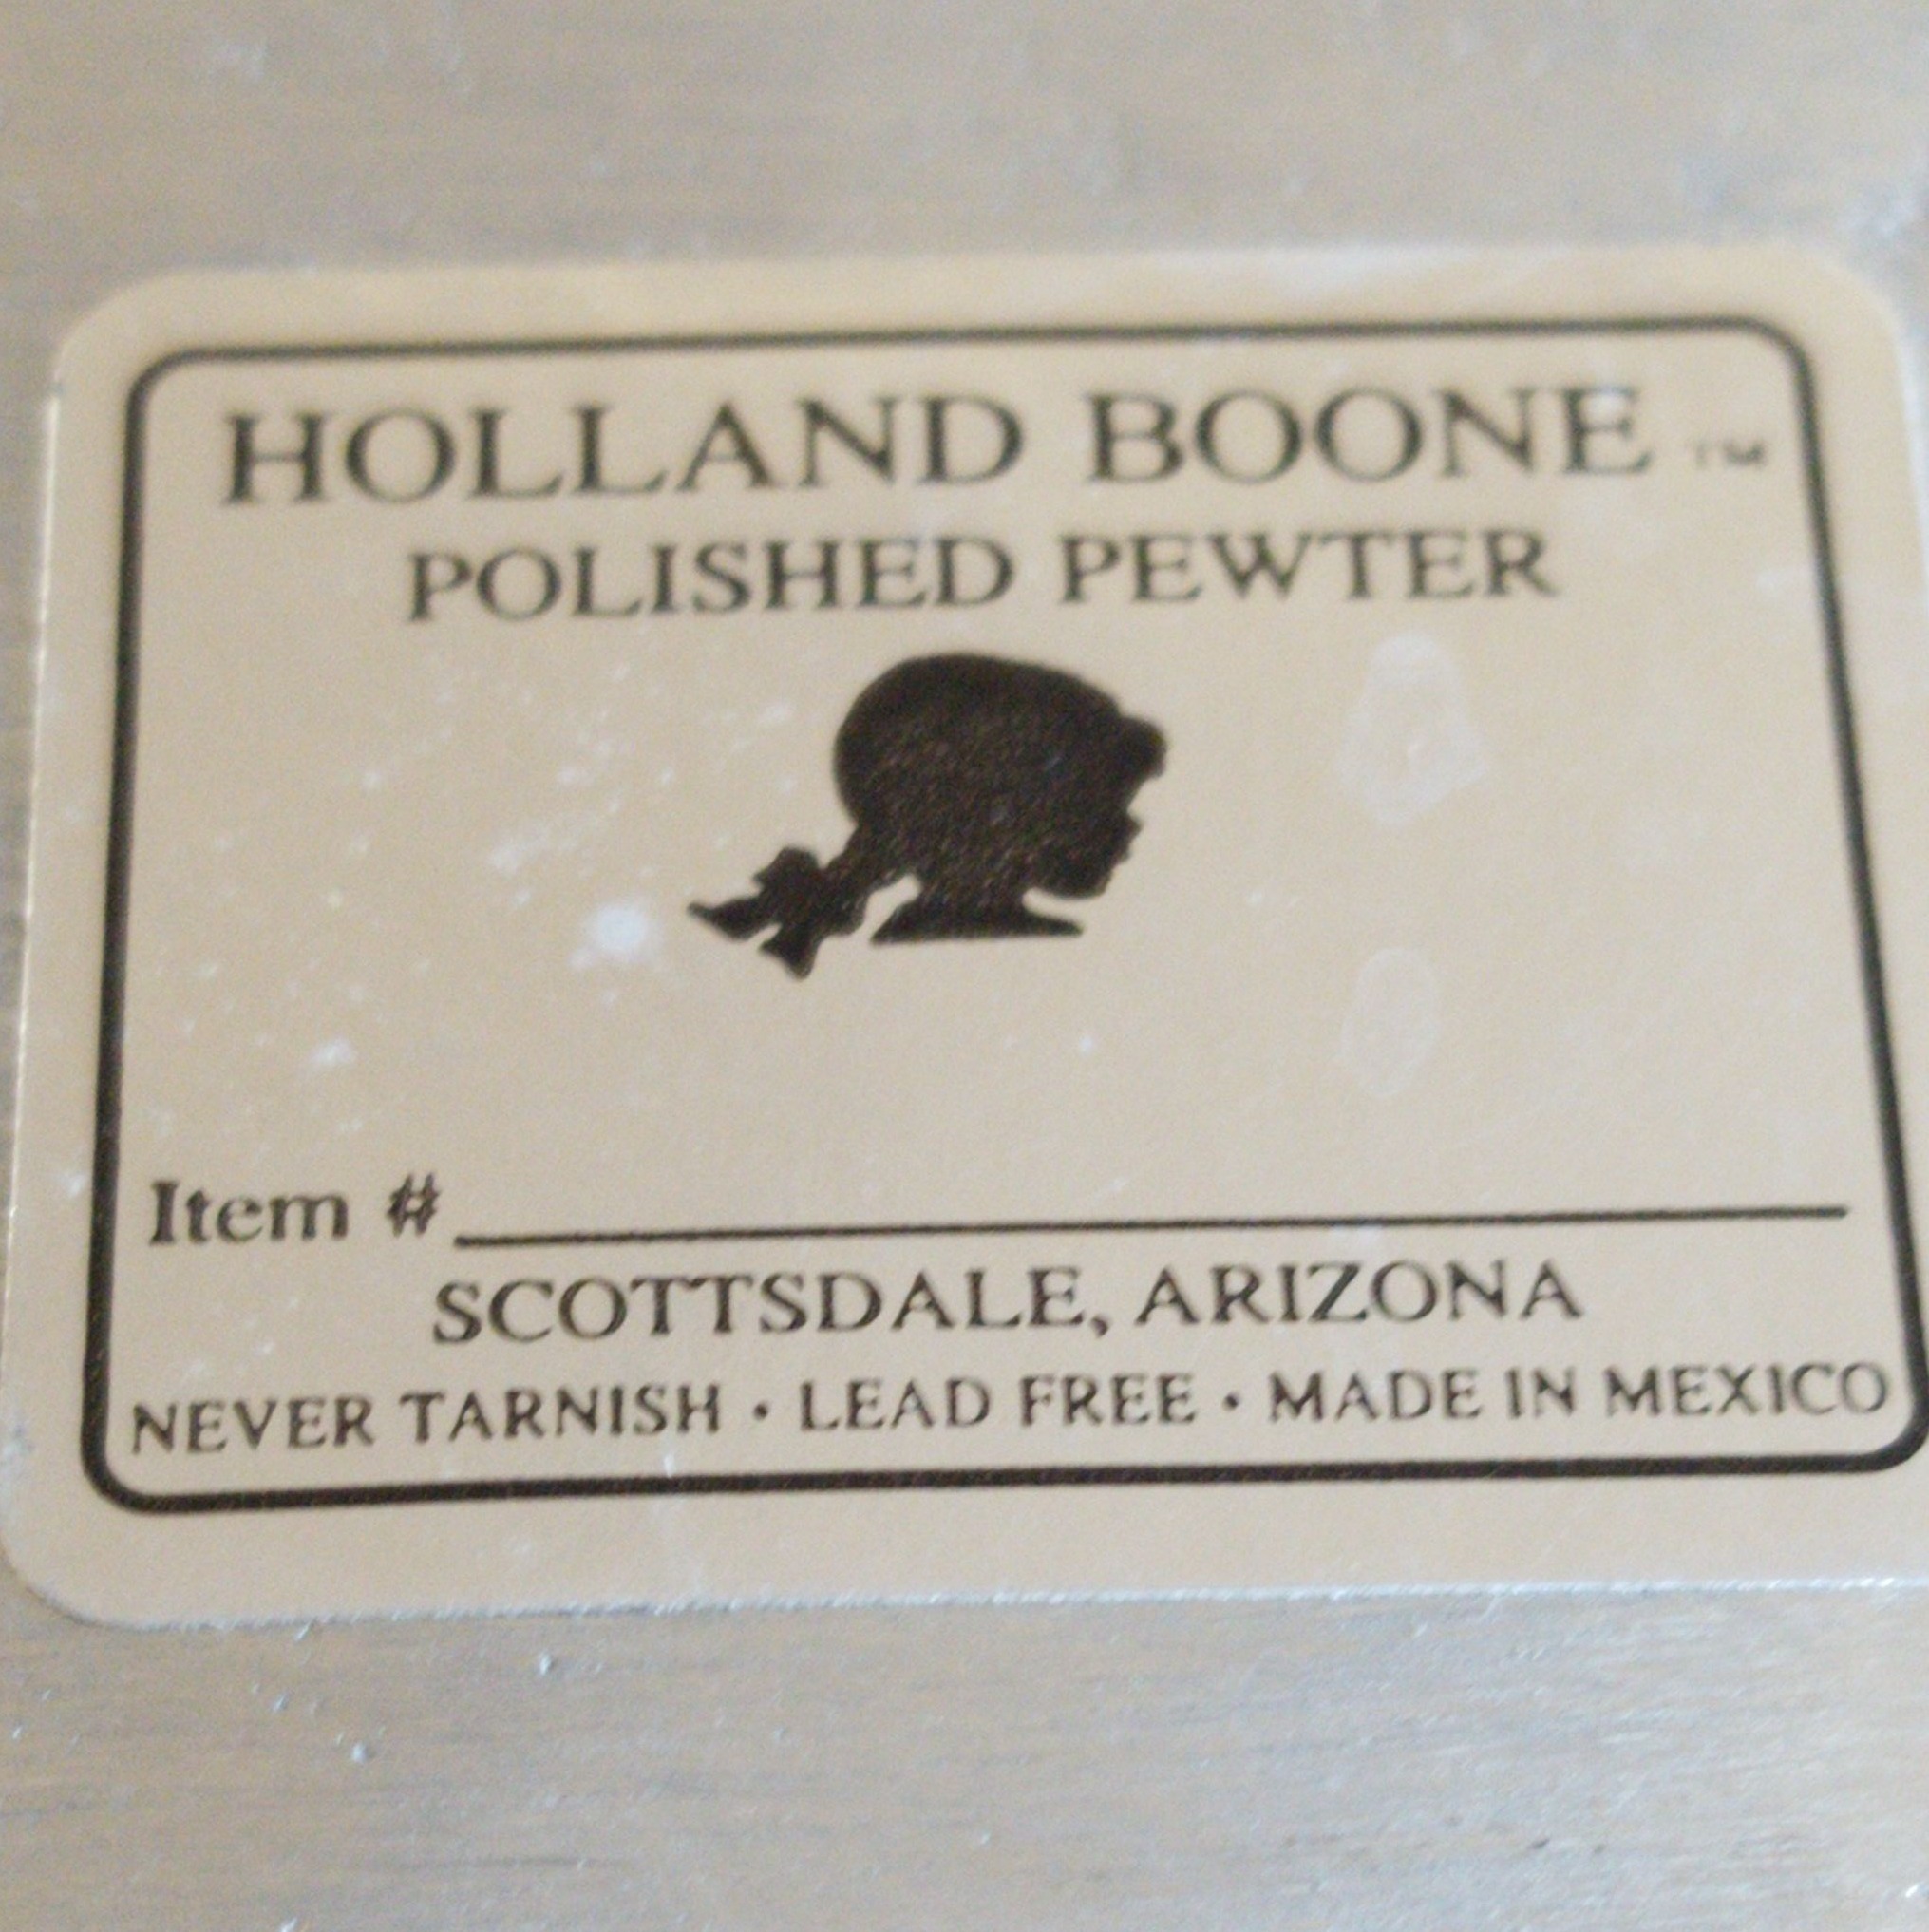 HOLLAND BOONE ™
POLISHED PEWTER
Item #
SCOTTSDALE, ARIZONA
NEVER TARNISH · LEAD FREE · MADE IN MEXICO